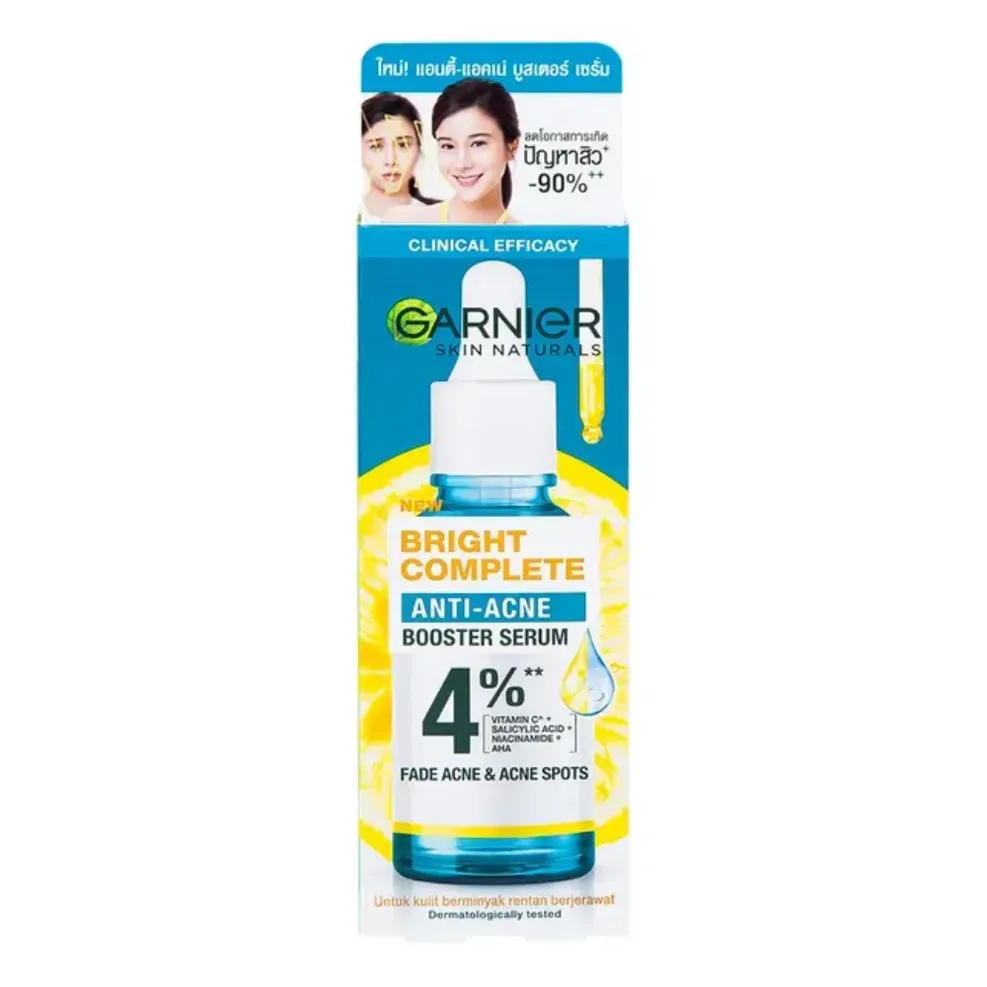 ใหม่! แอนตี้-แอคเน่ บูสเตอร์ เซรั่ม
ลดโอกาสการเกิด
ปัญหาสิว+
-90%++
CLINICAL EFFICACY
GARNIER
SKIN NATURALS
NEW
BRIGHT
COMPLETE
ANTI-ACNE
BOOSTER SERUM
4%**
[VITAMIN C^ +
SALICYLIC ACID +
NIACINAMIDE +
AHA]
FADE ACNE & ACNE SPOTS
Untuk kulit berminyak rentan berjerawat
Dermatologically tested